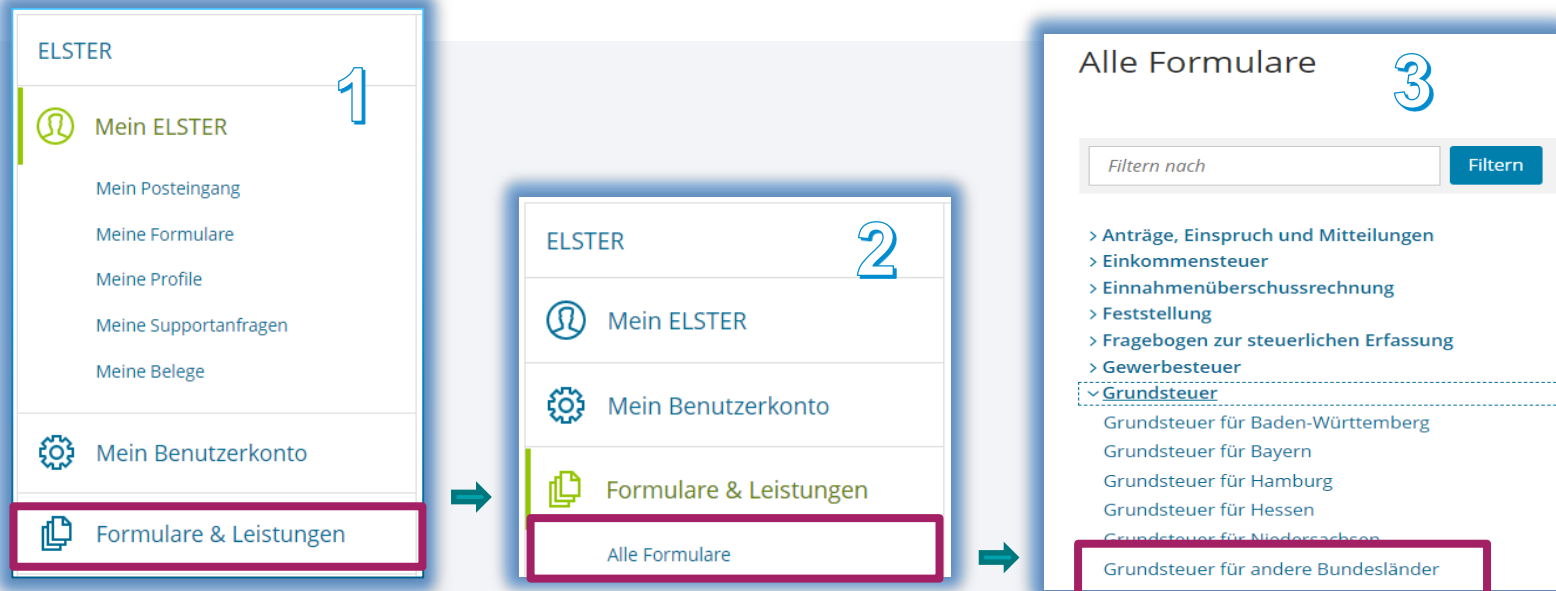 ELSTER
1
Mein ELSTER
Mein Posteingang
Meine Formulare
Meine Profile
Meine Supportanfragen
Meine Belege
Mein Benutzerkonto
Formulare & Leistungen
ELSTER
2
Mein ELSTER
Mein Benutzerkonto
Formulare & Leistungen
Alle Formulare
Alle Formulare
3
Filtern nach
Filtern
> Anträge, Einspruch und Mitteilungen
> Einkommensteuer
> Einnahmenüberschussrechnung
> Feststellung
> Fragebogen zur steuerlichen Erfassung
> Gewerbesteuer
Grundsteuer
Grundsteuer für Baden-Württemberg
Grundsteuer für Bayern
Grundsteuer für Hamburg
Grundsteuer für Hessen
Grundsteuer für Niedersachsen
Grundsteuer für andere Bundesländer